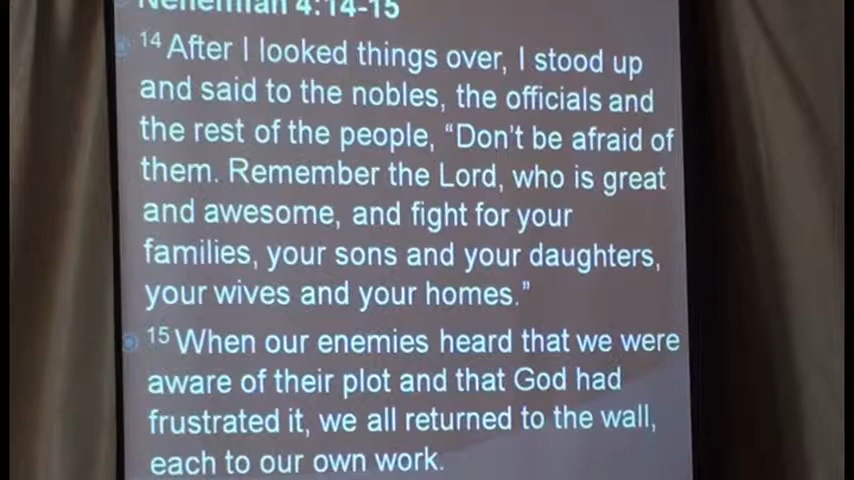 Nehemiah 4:14-15
14 After I looked things over, I stood up
and said to the nobles, the officials and
the rest of the people, “Don't be afraid of
them. Remember the Lord, who is great
and awesome, and fight for your
families, your sons and your daughters,
your wives and your homes.”
15 When our enemies heard that we were
aware of their plot and that God had
frustrated it, we all returned to the wall,
each to our own work.